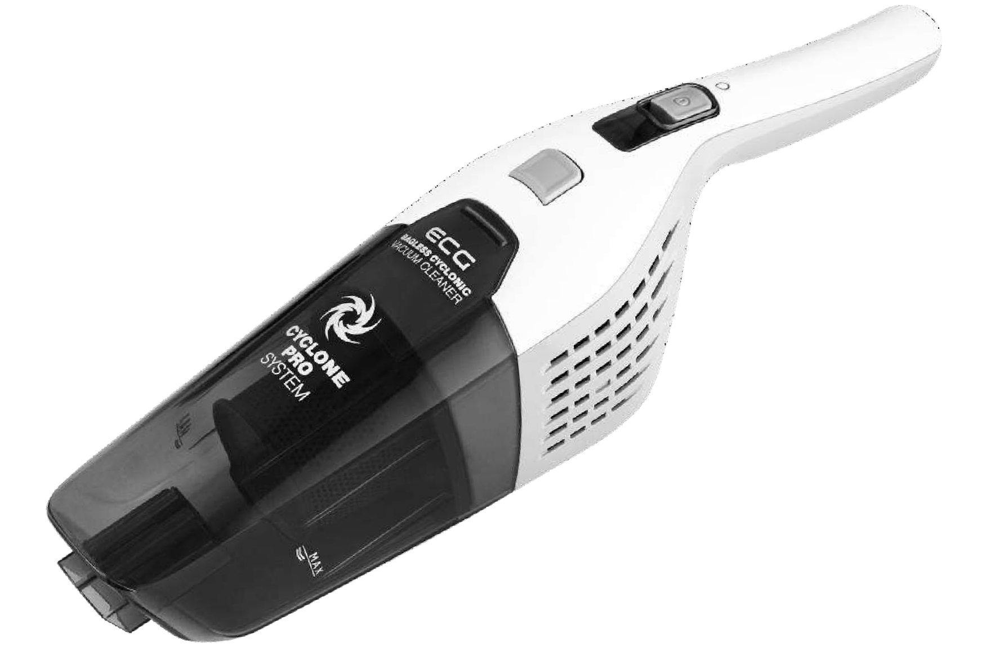 ECG
BAGLESS CYCLONIC
VACUUM CLEANER
CYCLONE
PRO
SYSTEM
MAX